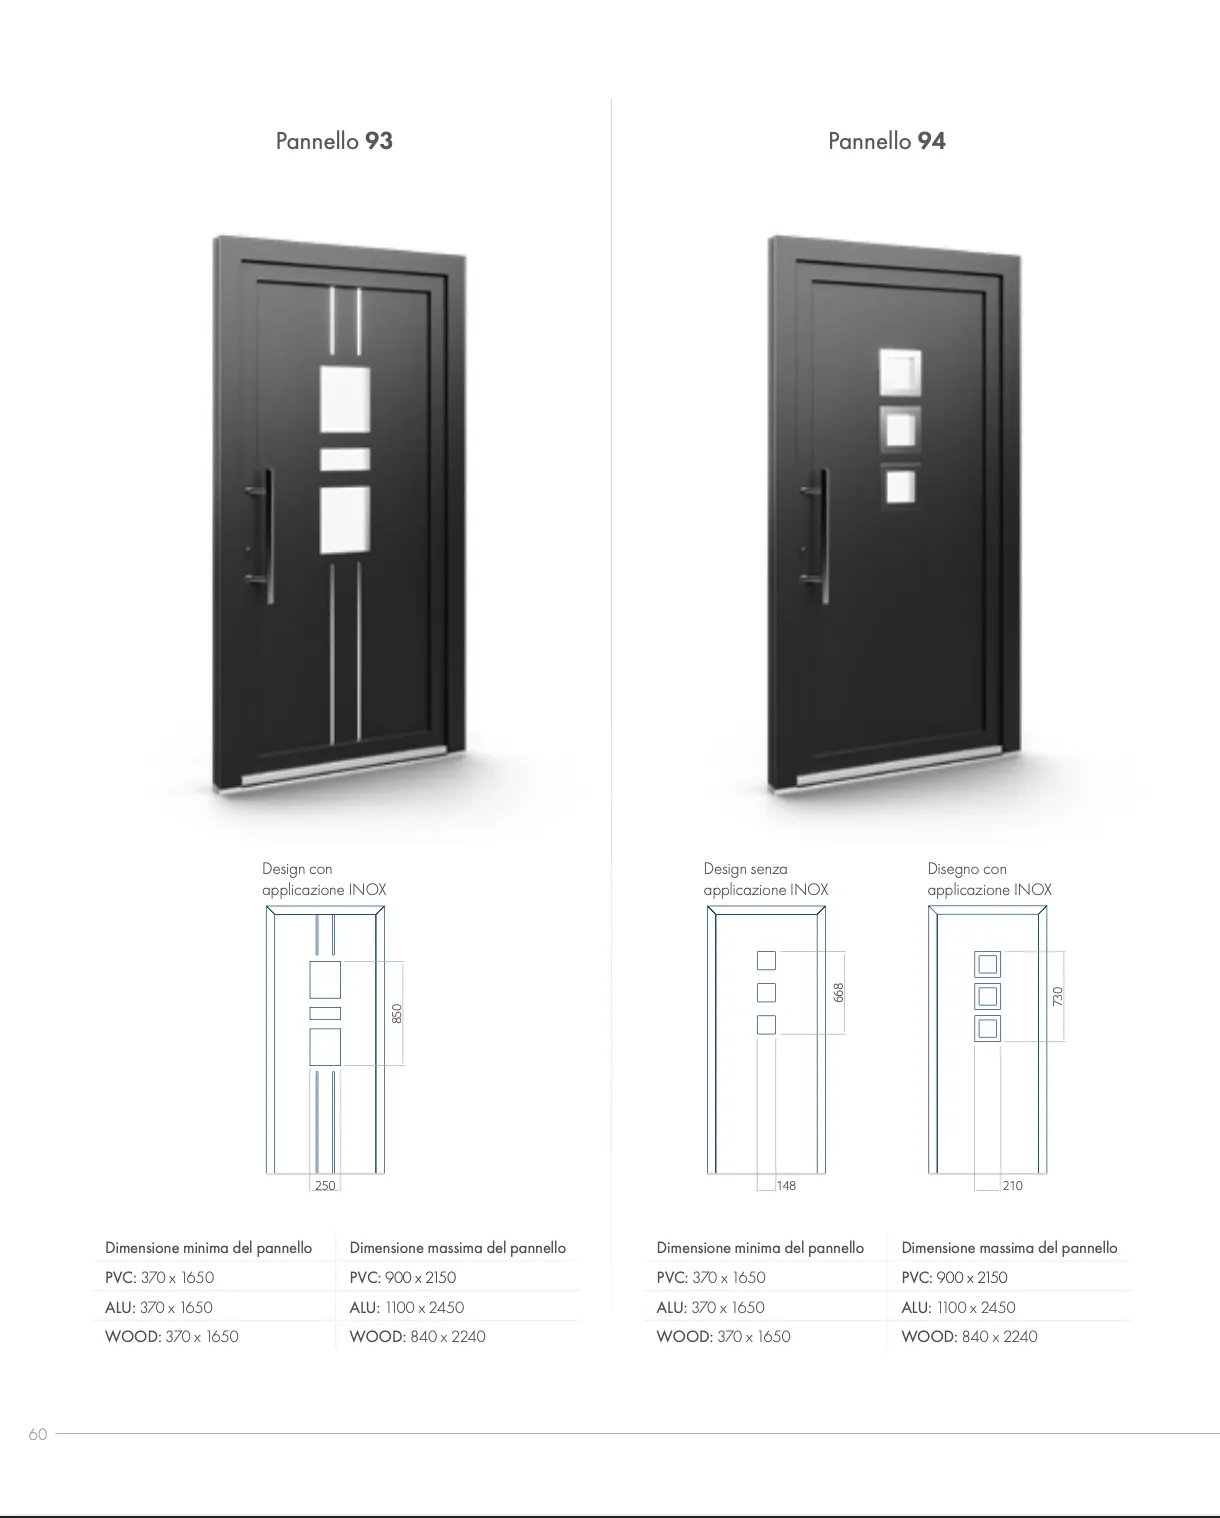 Pannello 93
Design con
applicazione INOX
850
250
Dimensione minima del pannello
PVC: 370 x 1650
ALU: 370 x 1650
WOOD: 370 x 1650
Dimensione massima del pannello
PVC: 900 x 2150
ALU: 1100 x 2450
WOOD: 840 x 2240
Pannello 94
Design senza
applicazione INOX
668
148
Disegno con
applicazione INOX
730
210
Dimensione minima del pannello
PVC: 370 x 1650
ALU: 370 x 1650
WOOD: 370 x 1650
Dimensione massima del pannello
PVC: 900 x 2150
ALU: 1100 x 2450
WOOD: 840 x 2240
60